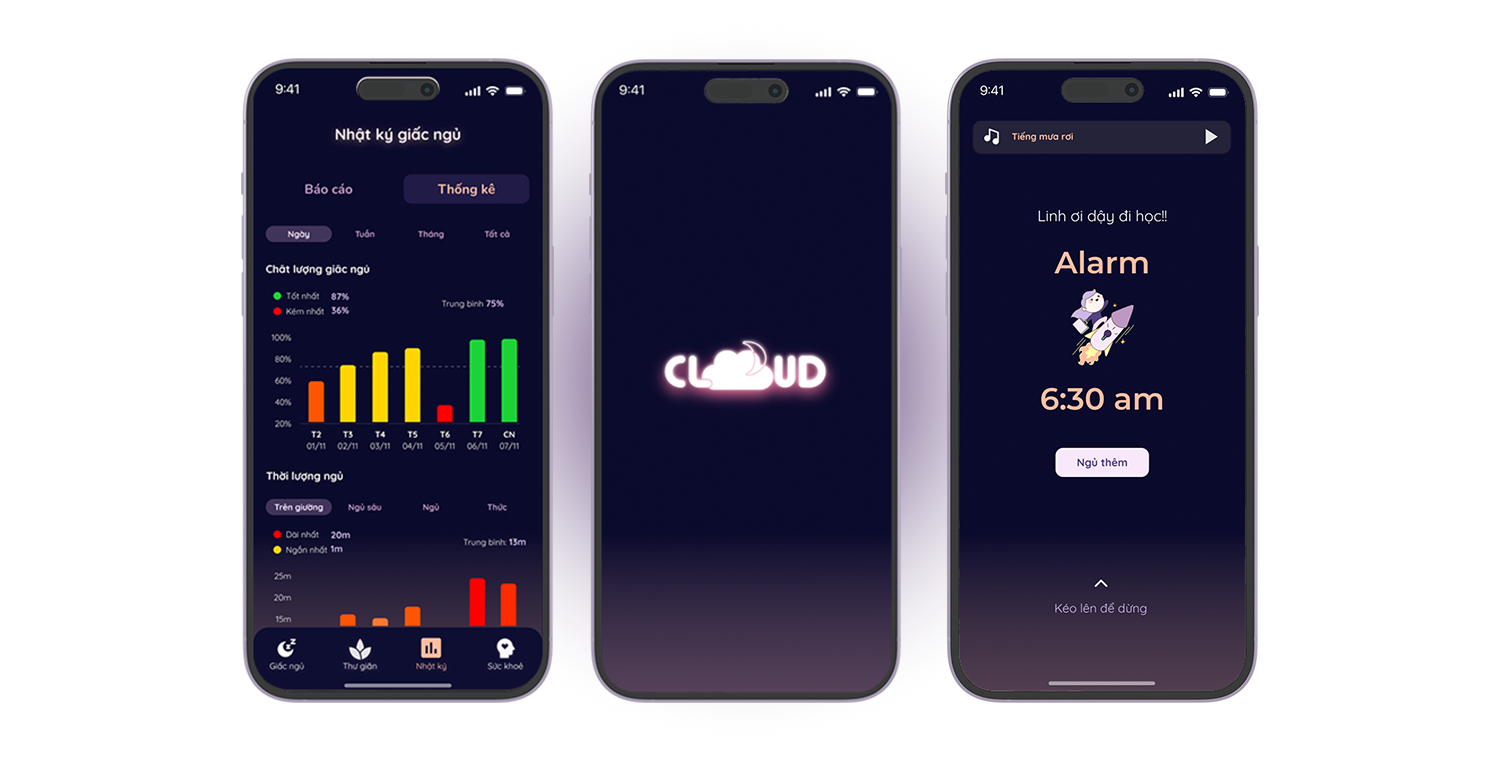 9:41
Nhật ký giấc ngủ
Báo cáo Thống kê
Ngày Tuần Tháng Tất cả
Chất lượng giấc ngủ
Tốt nhất 87%
Kém nhất 36%
Trung bình 75%
100%
80%
60%
40%
20%
T2 T3 T4 T5 T6 T7 CN
01/11 02/11 03/11 04/11 05/11 06/11 07/11
Thời lượng ngủ
Trên giường Ngủ sâu Ngủ Thức
Dài nhất 20m
Ngắn nhất 1m
Trung bình: 13m
25m
20m
15m
Giấc ngủ Thư giãn Nhật ký Sức khoẻ
9:41
CLOUD
9:41
Tiếng mưa rơi
Linh ơi dậy đi học!!
Alarm
6:30 am
Ngủ thêm
Kéo lên để dừng